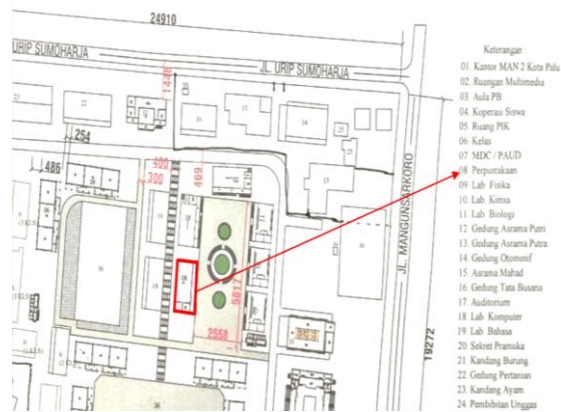 24910
URIP SUMOHARJA
JL. URIP SUMOHARJA
1448
254
486
400
300
469
5817
2558
JL. MANGUNSARKORO
19272
Keterangan :
01. Kantor MAN 2 Kota Palu
02. Ruangan Multimedia
03. Aula PB
04. Koperasi Siswa
05. Ruang PIK
06. Kelas
07. MDC / PAUD
08 Perpustakaan
09. Lab. Fisika
10. Lab. Kimia
11. Lab. Biologi
12. Gedung Asrama Putri
13. Gedung Asrama Putra
14. Gedung Otomotif
15. Asrama Mahad
16. Gedung Tata Busana
17. Auditorium
18. Lab. Komputer
19. Lab. Bahasa
20. Sekret Pramuka
21. Kandang Burung
22. Gedung Pertanian
23. Kandang Ayam
24. Pembibitan Unggas